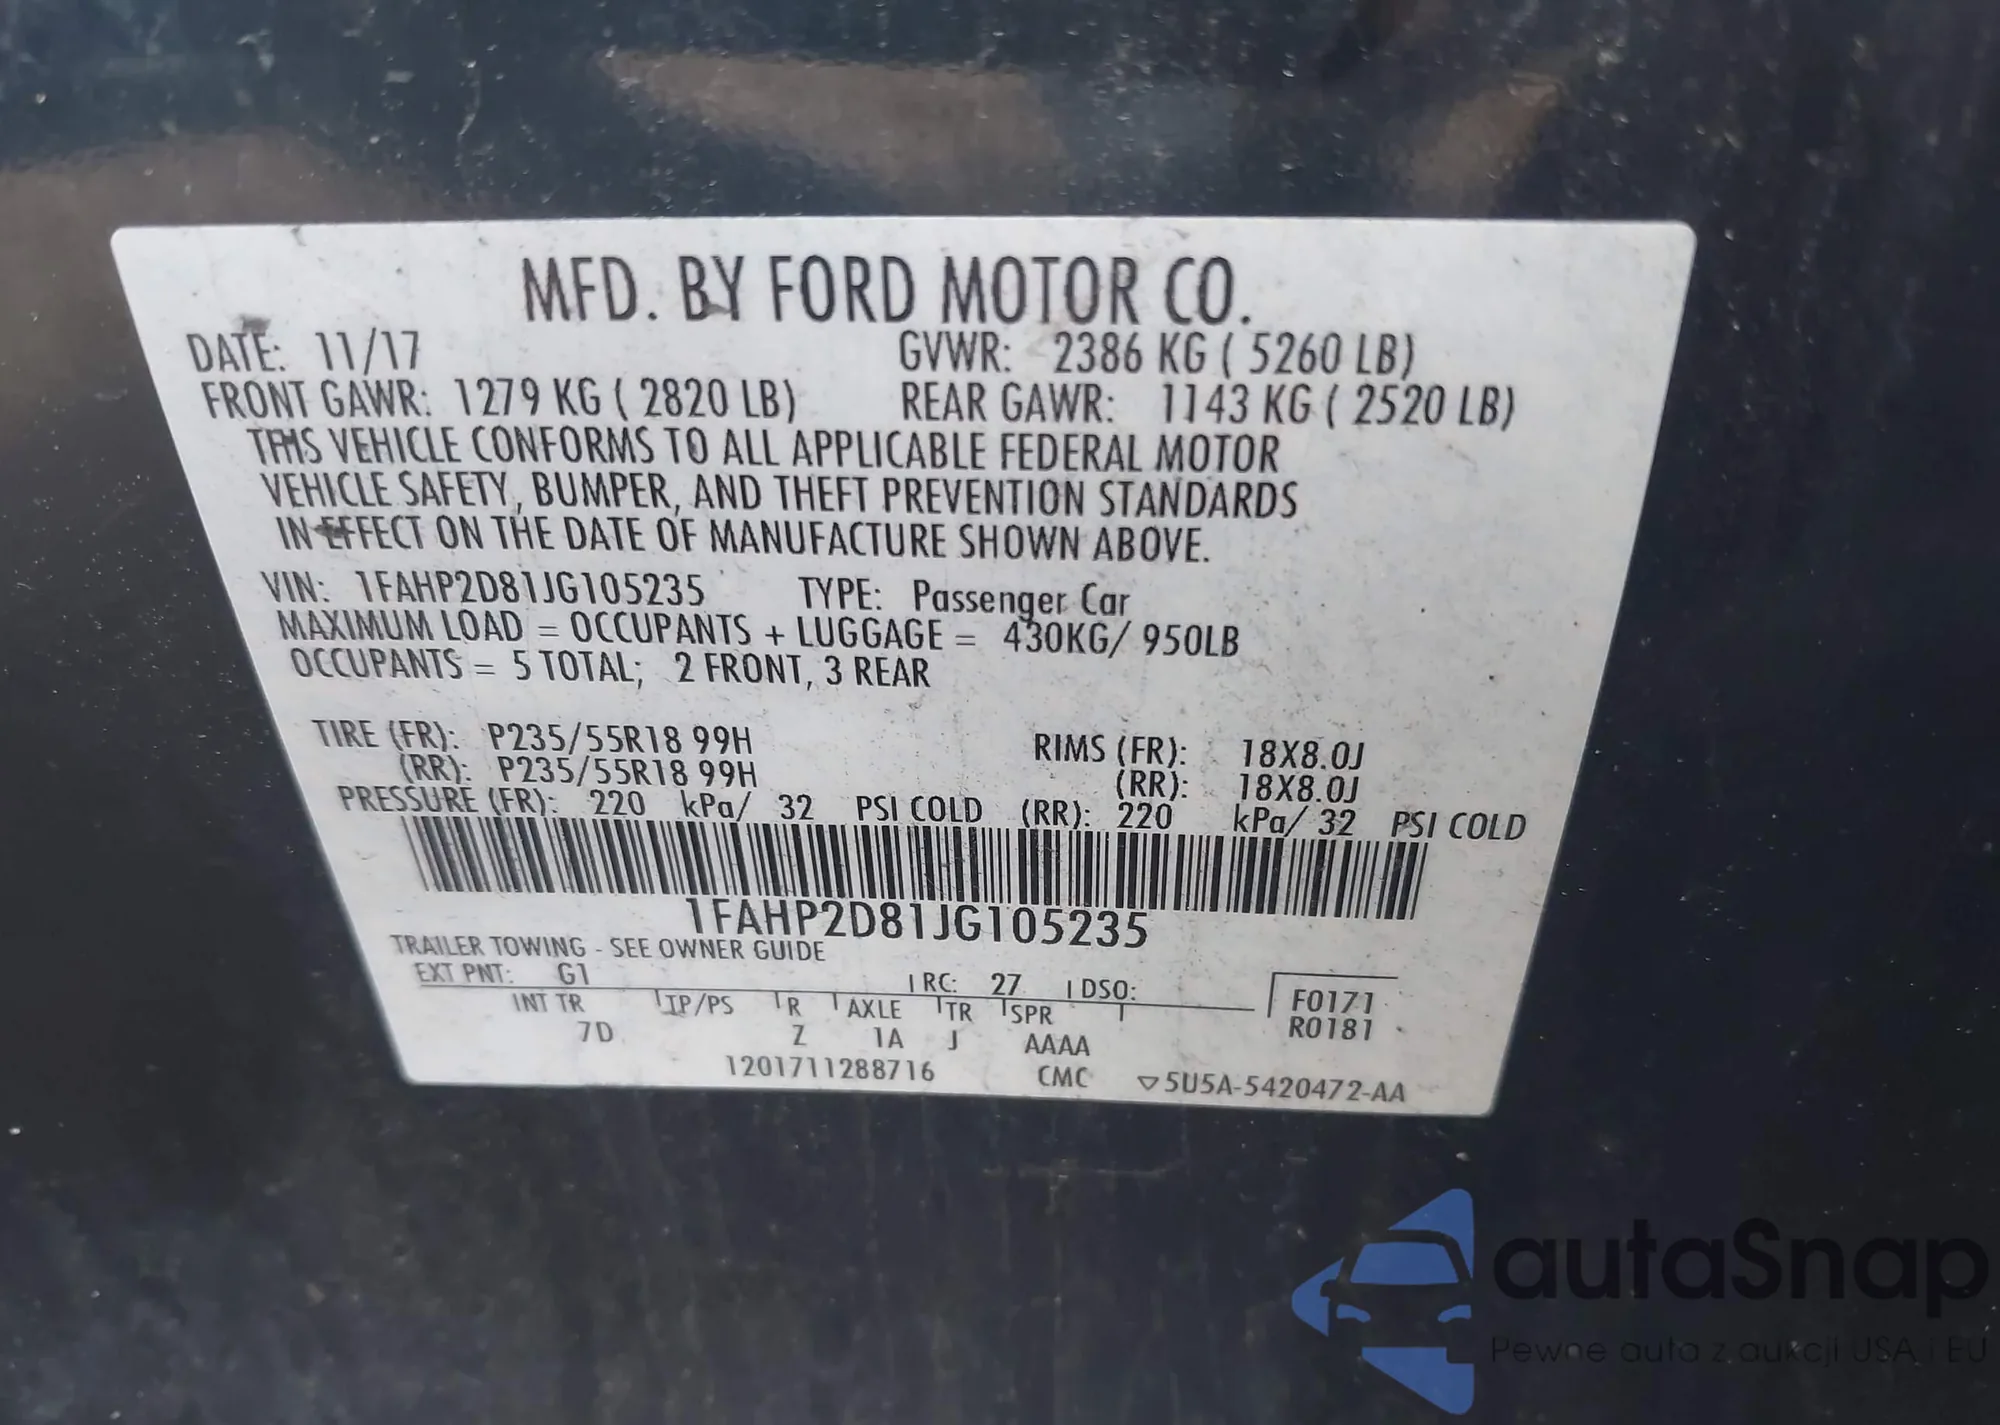 MFD. BY FORD MOTOR CO.
DATE: 11/17 GVWR: 2386 KG ( 5260 LB)
FRONT GAWR: 1279 KG ( 2820 LB) REAR GAWR: 1143 KG ( 2520 LB)
THIS VEHICLE CONFORMS TO ALL APPLICABLE FEDERAL MOTOR
VEHICLE SAFETY, BUMPER, AND THEFT PREVENTION STANDARDS
IN EFFECT ON THE DATE OF MANUFACTURE SHOWN ABOVE.
VIN: 1FAHP2D81JG105235 TYPE: Passenger Car
MAXIMUM LOAD = OCCUPANTS + LUGGAGE = 430KG/ 950LB
OCCUPANTS = 5 TOTAL; 2 FRONT, 3 REAR
TIRE (FR): P235/55R18 99H RIMS (FR): 18X8.0J
(RR): P235/55R18 99H (RR): 18X8.0J
PRESSURE (FR): 220 kPa/ 32 PSI COLD (RR): 220 kPa/ 32 PSI COLD
1FAHP2D81JG105235
TRAILER TOWING - SEE OWNER GUIDE
EXT PNT: G1 RC: 27 DSO:
INT TR TP/PS R AXLE TR SPR F0171
7D Z 1A J AAAA R0181
1201711288716 CMC ▽5U5A-5420472-AA
autaSnap
Pewne auta z aukcji USA i EU